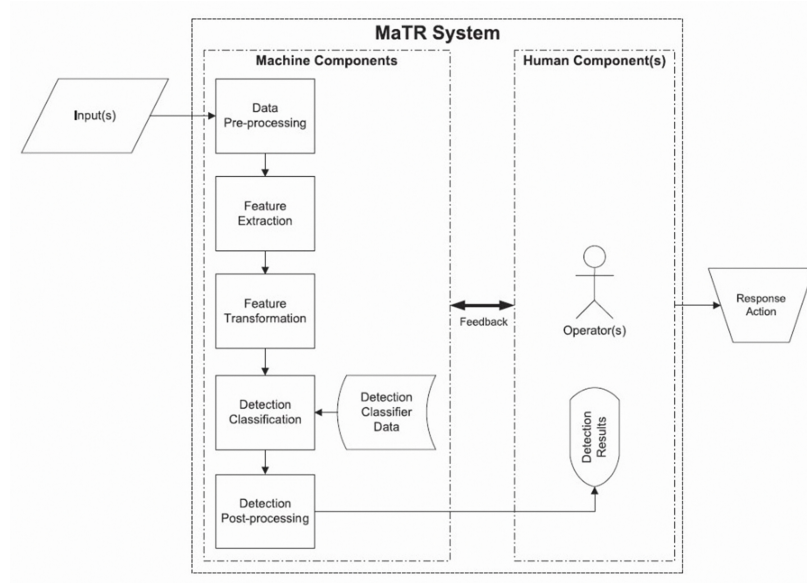 MaTR System
Machine Components
Human Component(s)
Input(s)
Data
Pre-processing
Feature
Extraction
Feature
Transformation
Feedback
Operator(s)
Response
Action
Detection
Classification
Detection
Classifier
Data
Detection
Results
Detection
Post-processing